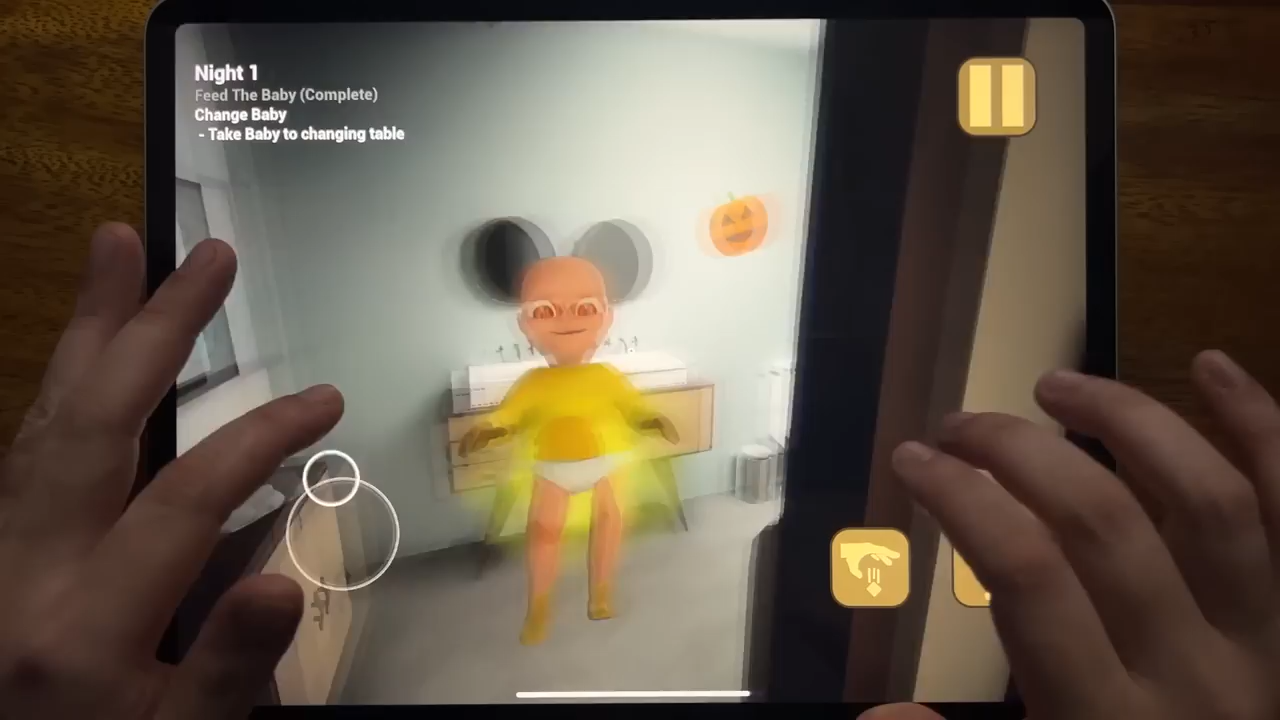 Night 1
Feed The Baby (Complete)
Change Baby
- Take Baby to changing table